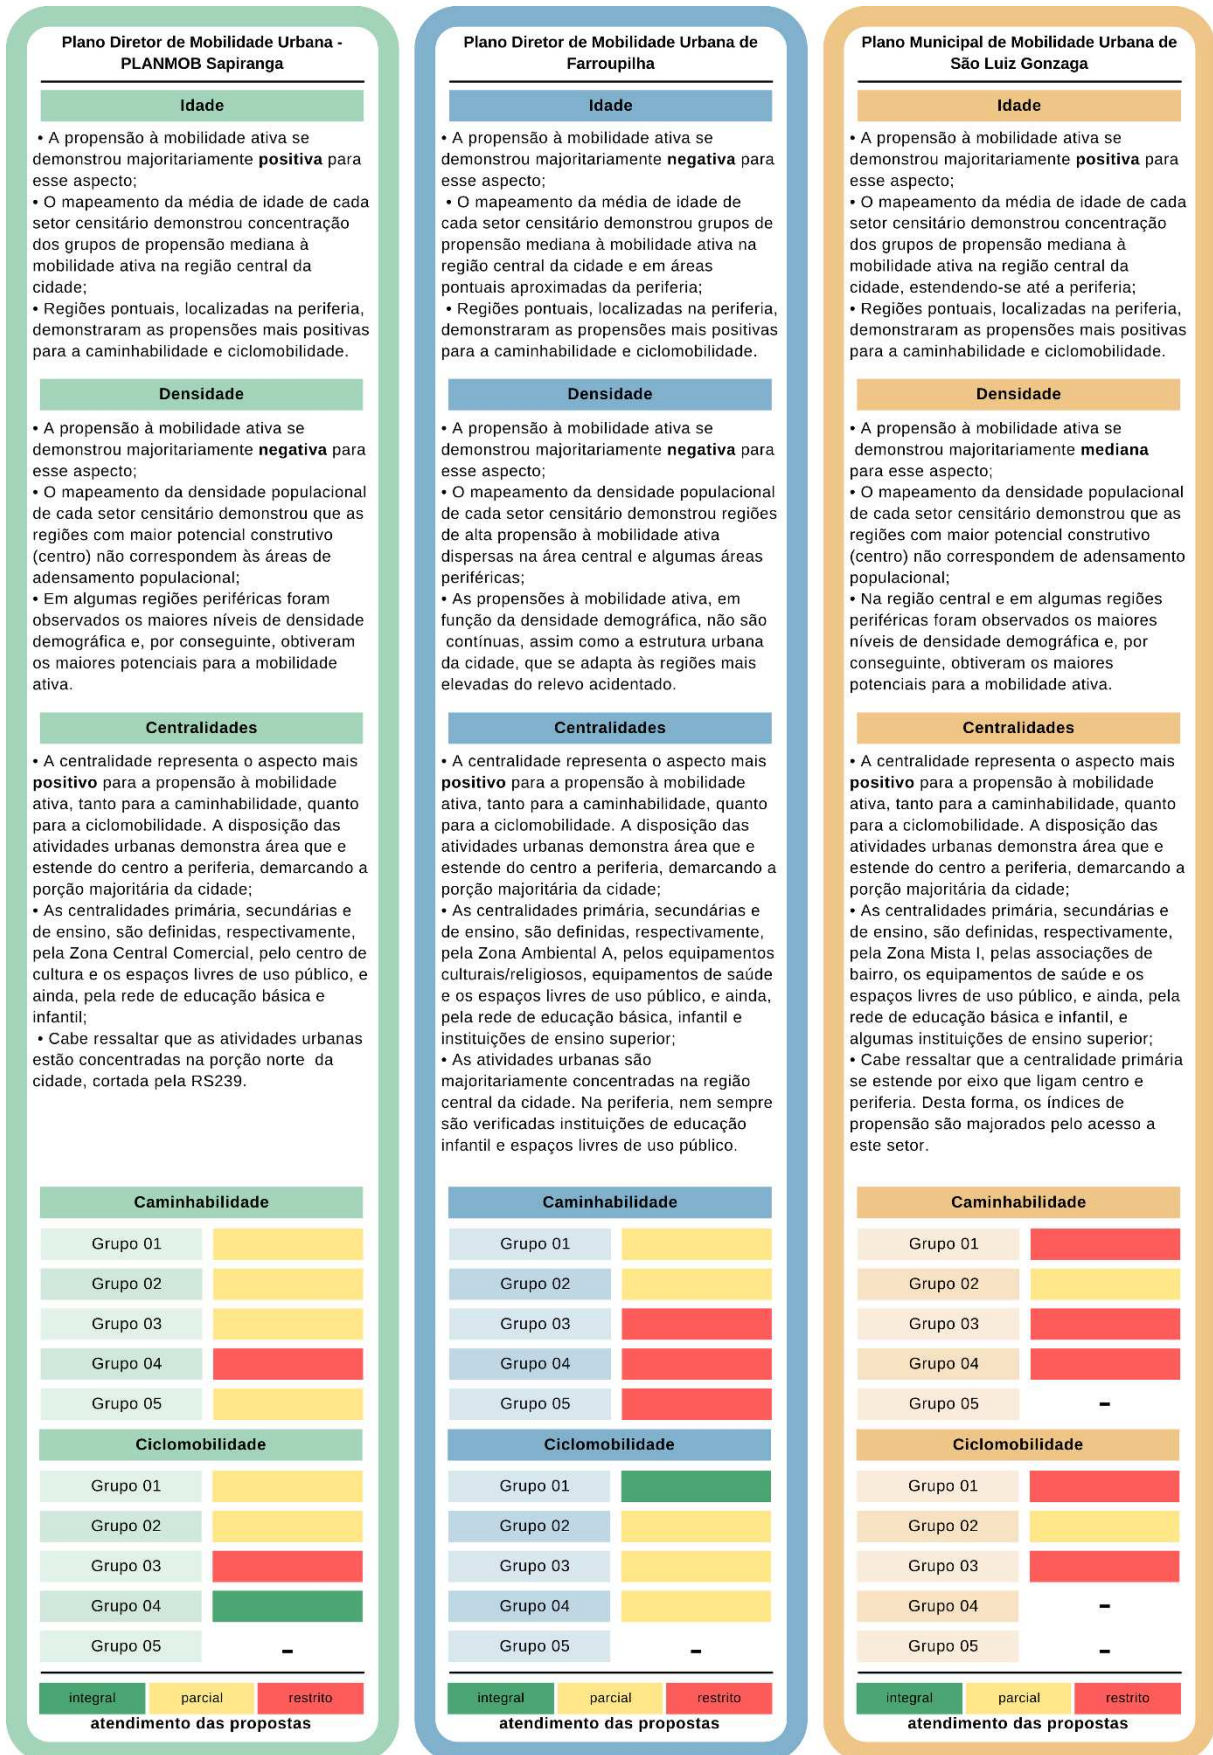 Plano Diretor de Mobilidade Urbana -
PLANMOB Sapiranga
Idade
• A propensão à mobilidade ativa se
demonstrou majoritariamente positiva para
esse aspecto;
• O mapeamento da média de idade de cada
setor censitário demonstrou concentração
dos grupos de propensão mediana à
mobilidade ativa na região central da
cidade;
• Regiões pontuais, localizadas na periferia,
demonstraram as propensões mais positivas
para a caminhabilidade e ciclomobilidade.
Densidade
• A propensão à mobilidade ativa se
demonstrou majoritariamente negativa para
esse aspecto;
• O mapeamento da densidade populacional
de cada setor censitário demonstrou que as
regiões com maior potencial construtivo
(centro) não correspondem às áreas de
adensamento populacional;
• Em algumas regiões periféricas foram
observados os maiores níveis de densidade
demográfica e, por conseguinte, obtiveram
os maiores potenciais para a mobilidade
ativa.
Centralidades
• A centralidade representa o aspecto mais
positivo para a propensão à mobilidade
ativa, tanto para a caminhabilidade, quanto
para a ciclomobilidade. A disposição das
atividades urbanas demonstra área que e
estende do centro a periferia, demarcando a
porção majoritária da cidade;
• As centralidades primária, secundárias e
de ensino, são definidas, respectivamente,
pela Zona Central Comercial, pelo centro de
cultura e os espaços livres de uso público, e
ainda, pela rede de educação básica e
infantil;
• Cabe ressaltar que as atividades urbanas
estão concentradas na porção norte da
cidade, cortada pela RS239.
Caminhabilidade
Grupo 01
Grupo 02
Grupo 03
Grupo 04
Grupo 05
Ciclomobilidade
Grupo 01
Grupo 02
Grupo 03
Grupo 04
Grupo 05 -
integral parcial restrito
atendimento das propostas
Plano Diretor de Mobilidade Urbana de
Farroupilha
Idade
• A propensão à mobilidade ativa se
demonstrou majoritariamente negativa para
esse aspecto;
• O mapeamento da média de idade de
cada setor censitário demonstrou grupos de
propensão mediana à mobilidade ativa na
região central da cidade e em áreas
pontuais aproximadas da periferia;
• Regiões pontuais, localizadas na periferia,
demonstraram as propensões mais positivas
para a caminhabilidade e ciclomobilidade.
Densidade
• A propensão à mobilidade ativa se
demonstrou majoritariamente negativa para
esse aspecto;
• O mapeamento da densidade populacional
de cada setor censitário demonstrou regiões
de alta propensão à mobilidade ativa
dispersas na área central e algumas áreas
periféricas;
• As propensões à mobilidade ativa, em
função da densidade demográfica, não são
contínuas, assim como a estrutura urbana
da cidade, que se adapta às regiões mais
elevadas do relevo acidentado.
Centralidades
• A centralidade representa o aspecto mais
positivo para a propensão à mobilidade
ativa, tanto para a caminhabilidade, quanto
para a ciclomobilidade. A disposição das
atividades urbanas demonstra área que e
estende do centro a periferia, demarcando a
porção majoritária da cidade;
• As centralidades primária, secundárias e
de ensino, são definidas, respectivamente,
pela Zona Ambiental A, pelos equipamentos
culturais/religiosos, equipamentos de saúde
e os espaços livres de uso público, e ainda,
pela rede de educação básica, infantil e
instituições de ensino superior;
• As atividades urbanas são
majoritariamente concentradas na região
central da cidade. Na periferia, nem sempre
são verificadas instituições de educação
infantil e espaços livres de uso público.
Caminhabilidade
Grupo 01
Grupo 02
Grupo 03
Grupo 04
Grupo 05
Ciclomobilidade
Grupo 01
Grupo 02
Grupo 03
Grupo 04
Grupo 05 -
integral parcial restrito
atendimento das propostas
Plano Municipal de Mobilidade Urbana de
São Luiz Gonzaga
Idade
• A propensão à mobilidade ativa se
demonstrou majoritariamente positiva para
esse aspecto;
• O mapeamento da média de idade de cada
setor censitário demonstrou concentração
dos grupos de propensão mediana à
mobilidade ativa na região central da
cidade, estendendo-se até a periferia;
• Regiões pontuais, localizadas na periferia,
demonstraram as propensões mais positivas
para a caminhabilidade e ciclomobilidade.
Densidade
• A propensão à mobilidade ativa se
demonstrou majoritariamente mediana
para esse aspecto;
• O mapeamento da densidade populacional
de cada setor censitário demonstrou que as
regiões com maior potencial construtivo
(centro) não correspondem de adensamento
populacional;
• Na região central e em algumas regiões
periféricas foram observados os maiores
níveis de densidade demográfica e, por
conseguinte, obtiveram os maiores
potenciais para a mobilidade ativa.
Centralidades
• A centralidade representa o aspecto mais
positivo para a propensão à mobilidade
ativa, tanto para a caminhabilidade, quanto
para a ciclomobilidade. A disposição das
atividades urbanas demonstra área que e
estende do centro a periferia, demarcando a
porção majoritária da cidade;
• As centralidades primária, secundárias e
de ensino, são definidas, respectivamente,
pela Zona Mista I, pelas associações de
bairro, os equipamentos de saúde e os
espaços livres de uso público, e ainda, pela
rede de educação básica e infantil, e
algumas instituições de ensino superior;
• Cabe ressaltar que a centralidade primária
se estende por eixo que ligam centro e
periferia. Desta forma, os índices de
propensão são majorados pelo acesso a
este setor.
Caminhabilidade
Grupo 01
Grupo 02
Grupo 03
Grupo 04
Grupo 05 -
Ciclomobilidade
Grupo 01
Grupo 02
Grupo 03
Grupo 04 -
Grupo 05 -
integral parcial restrito
atendimento das propostas